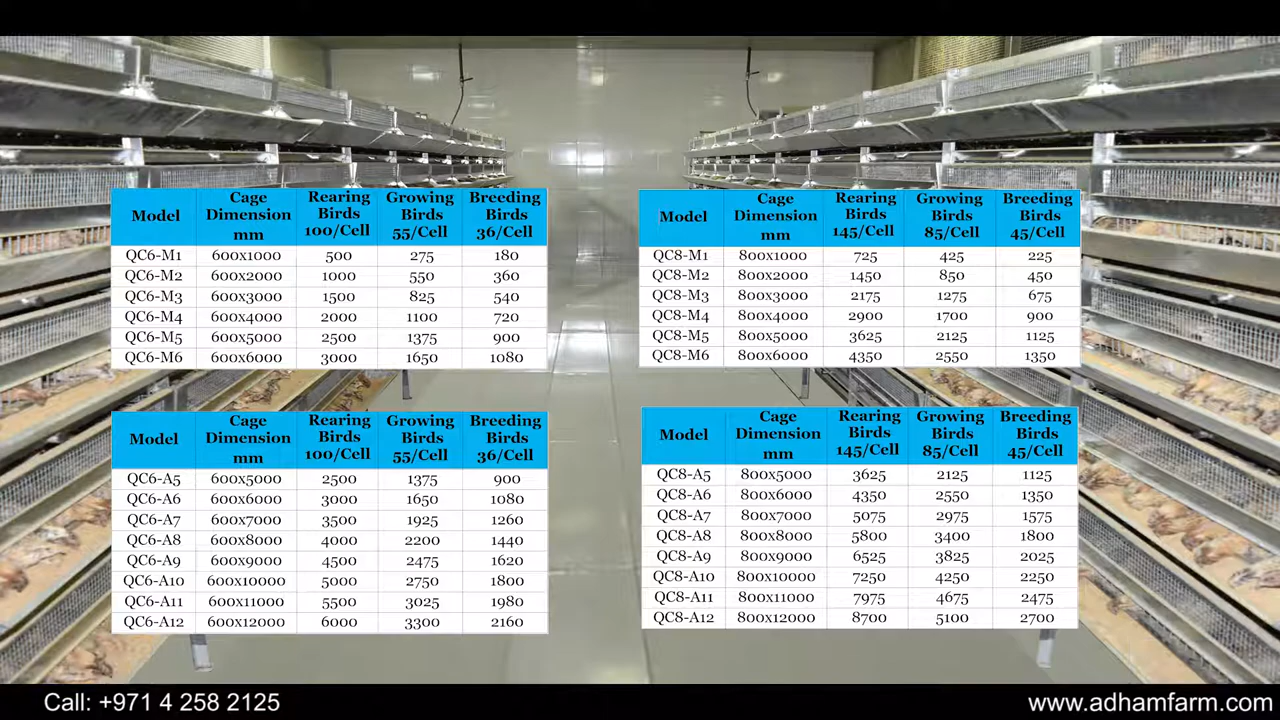 Model Cage Dimension mm Rearing Birds 100/Cell Growing Birds 55/Cell Breeding Birds 36/Cell
QC6-M1 600x1000 500 275 180
QC6-M2 600x2000 1000 550 360
QC6-M3 600x3000 1500 825 540
QC6-M4 600x4000 2000 1100 720
QC6-M5 600x5000 2500 1375 900
QC6-M6 600x6000 3000 1650 1080
Model Cage Dimension mm Rearing Birds 145/Cell Growing Birds 85/Cell Breeding Birds 45/Cell
QC8-M1 800x1000 725 425 225
QC8-M2 800x2000 1450 850 450
QC8-M3 800x3000 2175 1275 675
QC8-M4 800x4000 2900 1700 900
QC8-M5 800x5000 3625 2125 1125
QC8-M6 800x6000 4350 2550 1350
Model Cage Dimension mm Rearing Birds 100/Cell Growing Birds 55/Cell Breeding Birds 36/Cell
QC6-A5 600x5000 2500 1375 900
QC6-A6 600x6000 3000 1650 1080
QC6-A7 600x7000 3500 1925 1260
QC6-A8 600x8000 4000 2200 1440
QC6-A9 600x9000 4500 2475 1620
QC6-A10 600x10000 5000 2750 1800
QC6-A11 600x11000 5500 3025 1980
QC6-A12 600x12000 6000 3300 2160
Model Cage Dimension mm Rearing Birds 145/Cell Growing Birds 85/Cell Breeding Birds 45/Cell
QC8-A5 800x5000 3625 2125 1125
QC8-A6 800x6000 4350 2550 1350
QC8-A7 800x7000 5075 2975 1575
QC8-A8 800x8000 5800 3400 1800
QC8-A9 800x9000 6525 3825 2025
QC8-A10 800x10000 7250 4250 2250
QC8-A11 800x11000 7975 4675 2475
QC8-A12 800x12000 8700 5100 2700
Call: +971 4 258 2125
www.adhamfarm.com